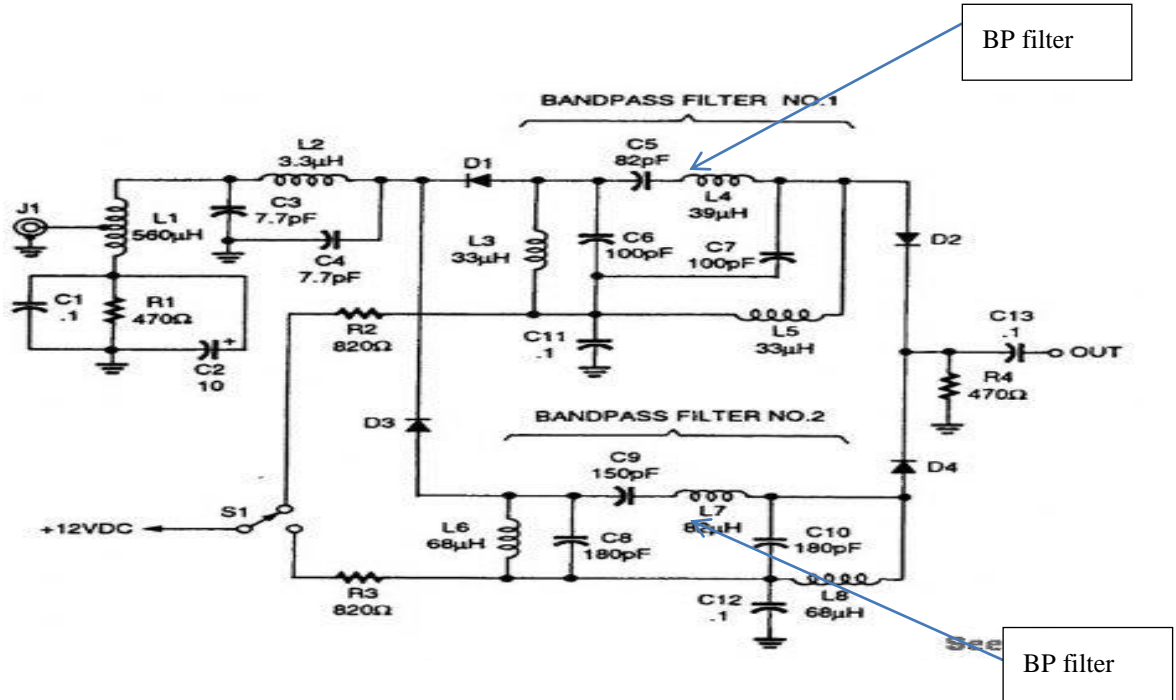 BP filter
BANDPASS FILTER NO.1
L2
3.3µH
D1
C5
82pF
L4
39µH
J1
L1
560µH
C3
7.7pF
C4
7.7pF
L3
33µH
C6
100pF
C7
100pF
D2
C1
.1
R1
470Ω
C2
10
+
R2
820Ω
C11
.1
L5
33µH
C13
.1
OUT
R4
470Ω
D3
BANDPASS FILTER NO.2
C9
150pF
L7
82µH
D4
+12VDC
S1
L6
68µH
C8
180pF
C10
180pF
R3
820Ω
C12
.1
L8
68µH
See
BP filter